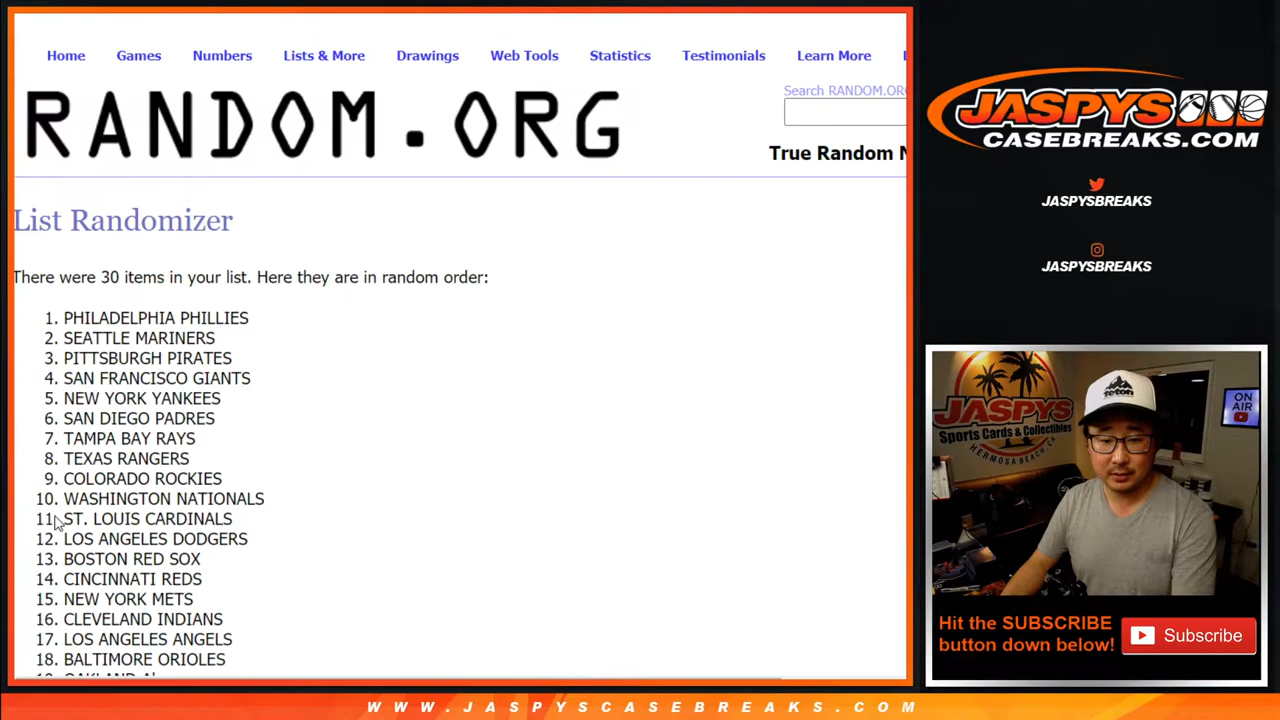 Home Games Numbers Lists & More Drawings Web Tools Statistics Testimonials Learn More
RANDOM.ORG
Search RANDOM.ORG
True Random
List Randomizer
There were 30 items in your list. Here they are in random order:
1. PHILADELPHIA PHILLIES
2. SEATTLE MARINERS
3. PITTSBURGH PIRATES
4. SAN FRANCISCO GIANTS
5. NEW YORK YANKEES
6. SAN DIEGO PADRES
7. TAMPA BAY RAYS
8. TEXAS RANGERS
9. COLORADO ROCKIES
10. WASHINGTON NATIONALS
11. ST. LOUIS CARDINALS
12. LOS ANGELES DODGERS
13. BOSTON RED SOX
14. CINCINNATI REDS
15. NEW YORK METS
16. CLEVELAND INDIANS
17. LOS ANGELES ANGELS
18. BALTIMORE ORIOLES
JASPYS
CASEBREAKS.COM
JASPYSBREAKS
JASPYSBREAKS
JASPYS
Sports Cards & Collectibles
HERMOSA BEACH, CA
teton
ON
AIR
Hit the SUBSCRIBE
button down below!
Subscribe
WWW.JASPYSCASEBREAKS.COM